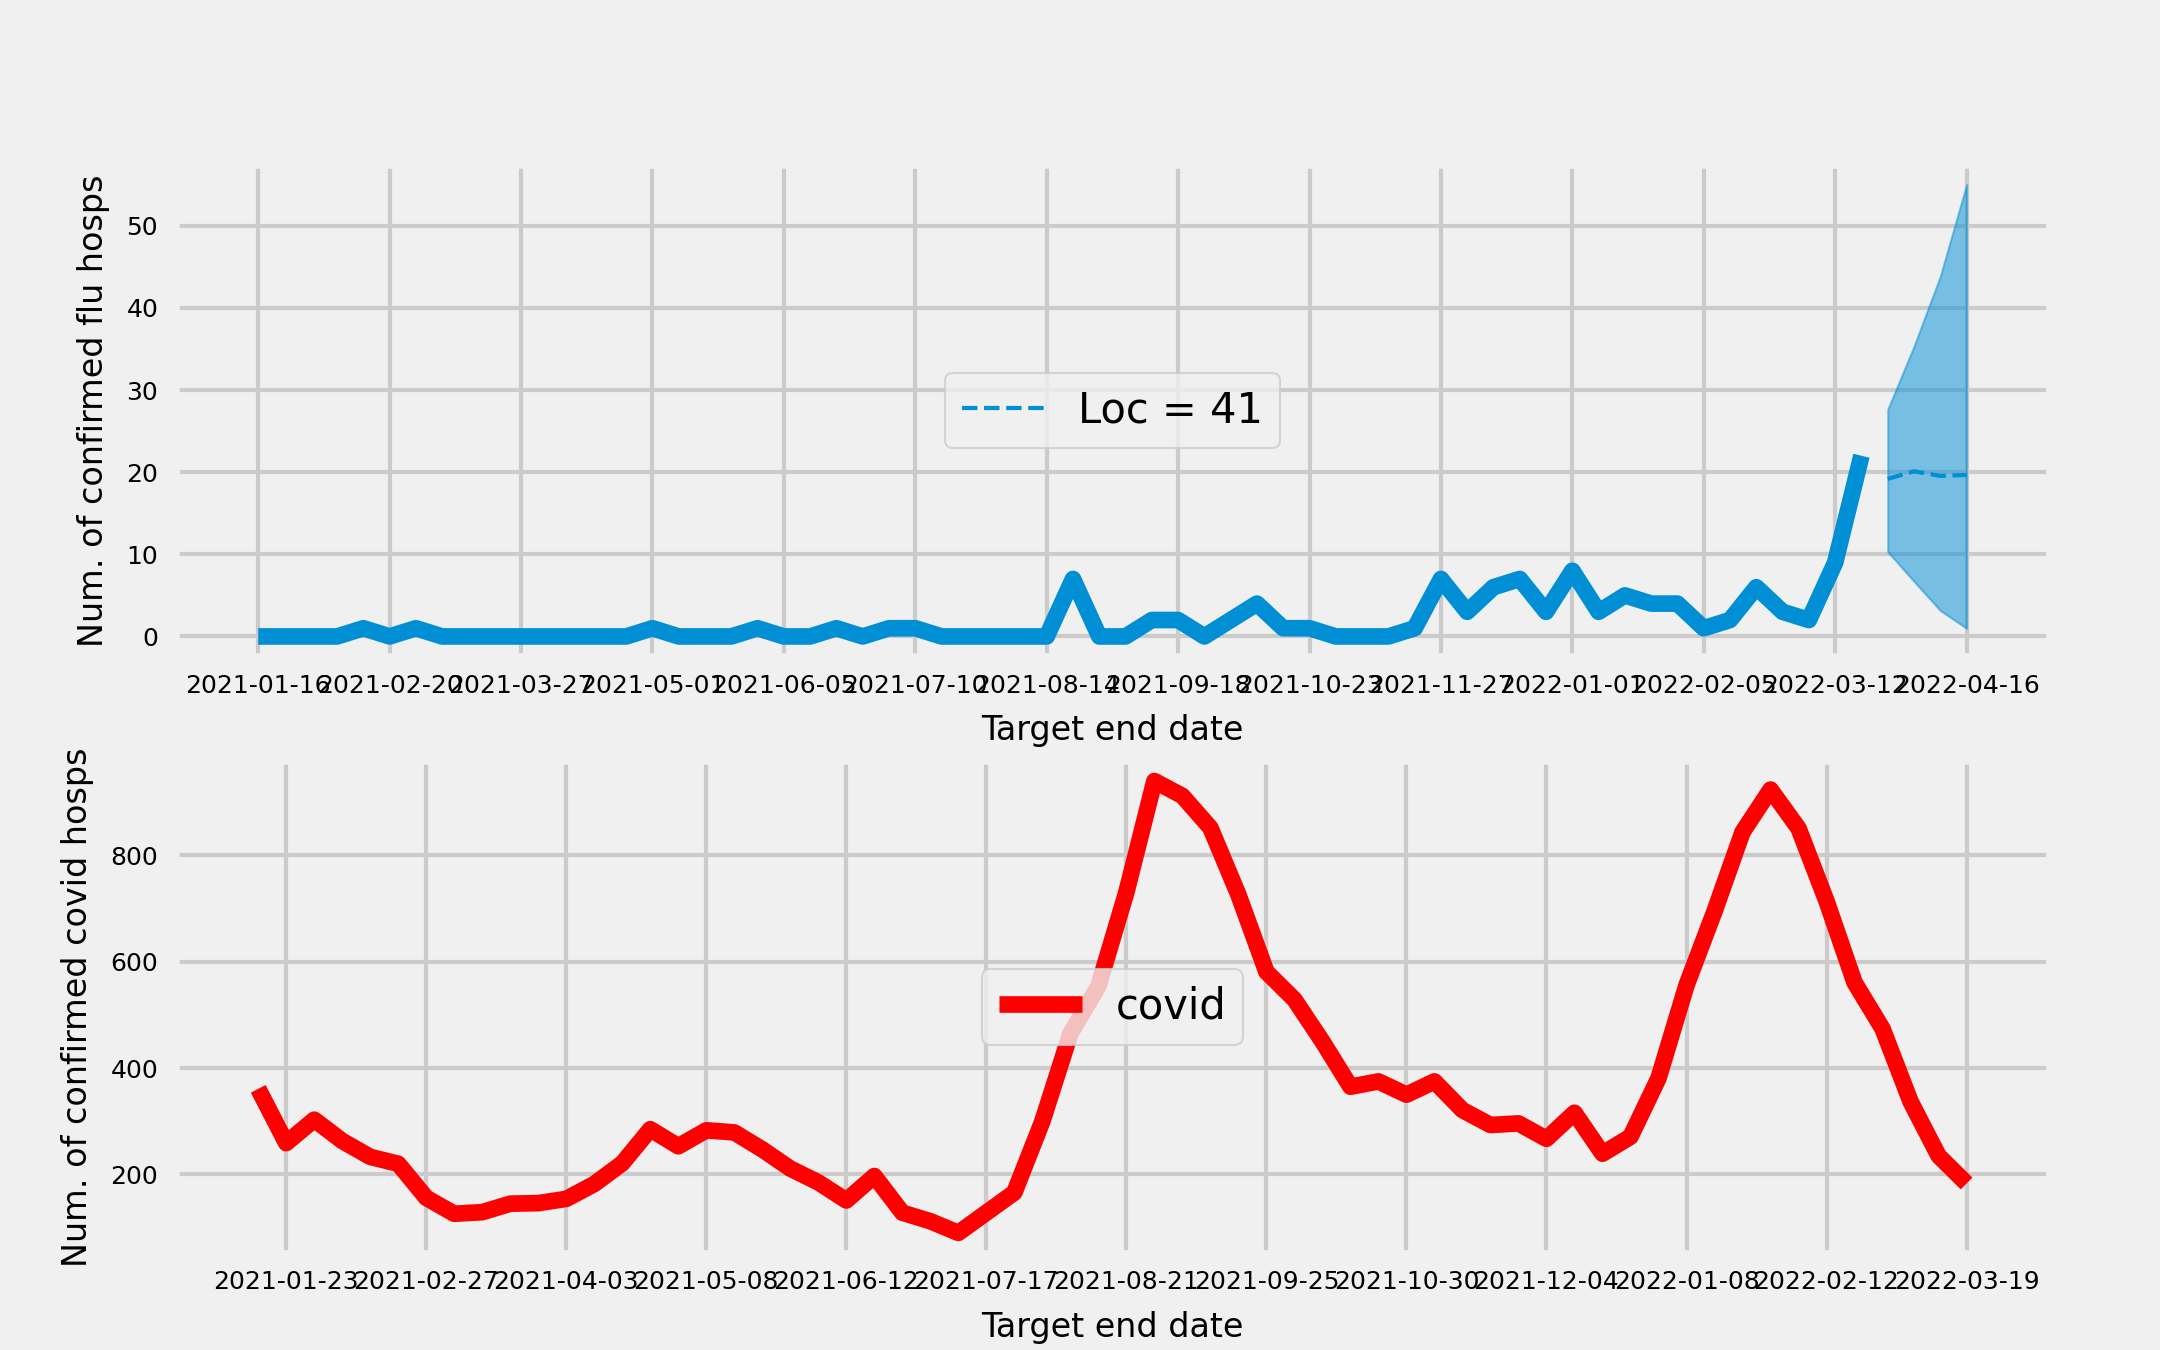 Num. of confirmed flu hosps
50
40
30
20
10
0
Loc = 41
2021-01-16 2021-02-20 2021-03-27 2021-05-01 2021-06-05 2021-07-10 2021-08-14 2021-09-18 2021-10-23 2021-11-27 2022-01-01 2022-02-05 2022-03-12 2022-04-16
Target end date
Num. of confirmed covid hosps
800
600
400
200
covid
2021-01-23 2021-02-27 2021-04-03 2021-05-08 2021-06-12 2021-07-17 2021-08-21 2021-09-25 2021-10-30 2021-12-04 2022-01-08 2022-02-12 2022-03-19
Target end date